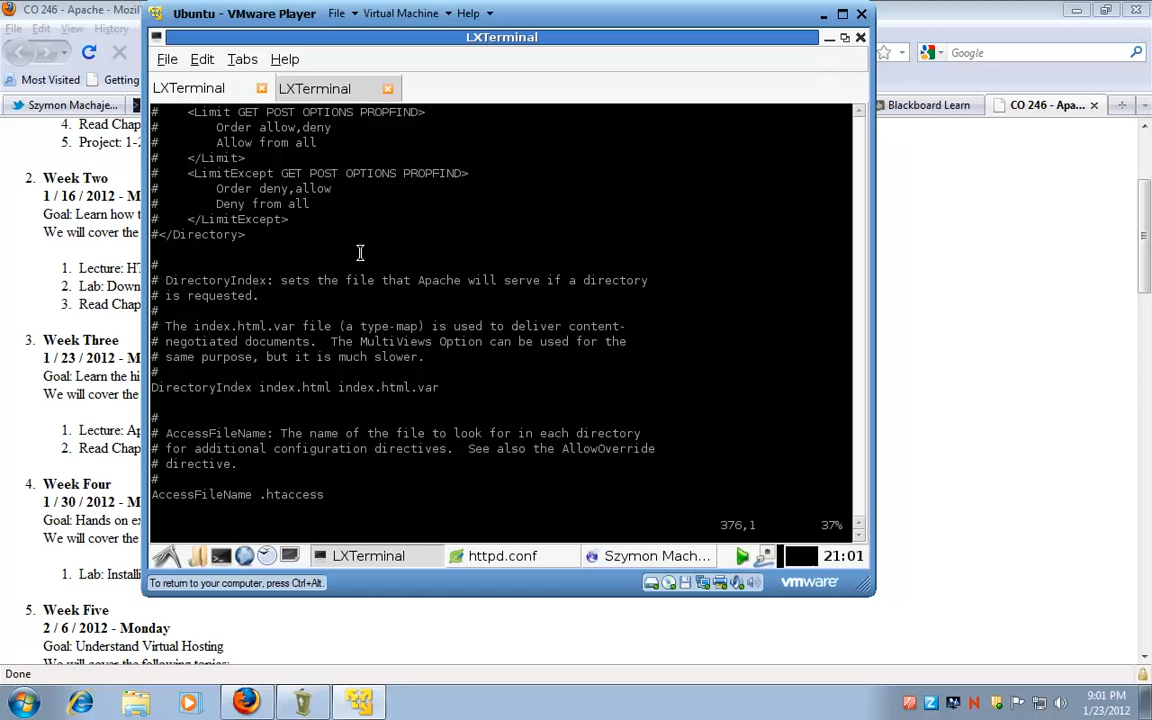 CO 246 - Apache - Mozil
Ubuntu - VMware Player File Virtual Machine Help
File Edit View
LXTerminal
Google
File Edit Tabs Help
Most Visited Getting
LXTerminal LXTerminal
Szymon Machaje...
Blackboard Learn CO 246 - Apa...
4. Read Chap
5. Project: 1-2
2. Week Two
1 / 16 / 2012 - M
Goal: Learn how t
We will cover the
1. Lecture: HT
2. Lab: Down
3. Read Chap
3. Week Three
1 / 23 / 2012 - M
Goal: Learn the hi
We will cover the
1. Lecture: Ap
2. Read Chap
4. Week Four
1 / 30 / 2012 - M
Goal: Hands on ex
We will cover the
1. Lab: Installi
5. Week Five
2 / 6 / 2012 - Monday
Goal: Understand Virtual Hosting
We will cover the following topics:
# <Limit GET POST OPTIONS PROPFIND>
# Order allow,deny
# Allow from all
# </Limit>
# <LimitExcept GET POST OPTIONS PROPFIND>
# Order deny,allow
# Deny from all
# </LimitExcept>
#</Directory>
#
# DirectoryIndex: sets the file that Apache will serve if a directory
# is requested.
#
# The index.html.var file (a type-map) is used to deliver content-
# negotiated documents. The MultiViews Option can be used for the
# same purpose, but it is much slower.
#
DirectoryIndex index.html index.html.var
#
# AccessFileName: The name of the file to look for in each directory
# for additional configuration directives. See also the AllowOverride
# directive.
#
AccessFileName .htaccess
376,1 37%
LXTerminal httpd.conf Szymon Mach... 21:01
To return to your computer, press Ctrl+Alt.
vmware
Done
9:01 PM
1/23/2012